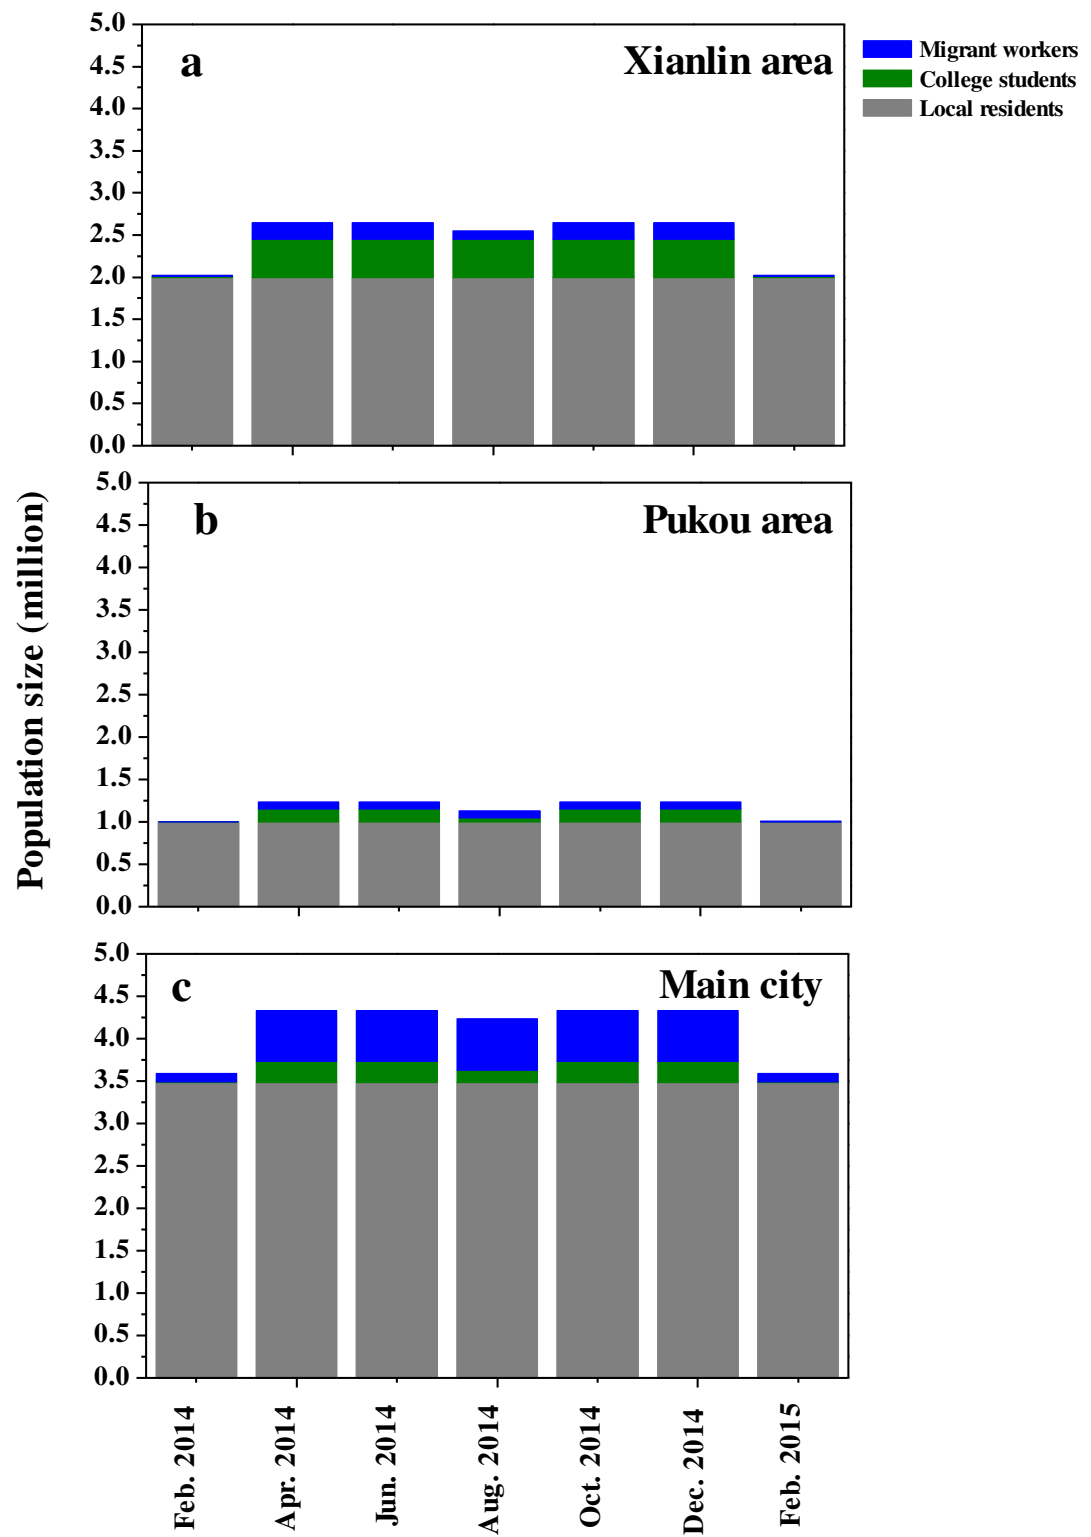 a
Xianlin area
Migrant workers
College students
Local residents
5.0
4.5
4.0
3.5
3.0
2.5
2.0
1.5
1.0
0.5
0.0
Population size (million)
b
Pukou area
5.0
4.5
4.0
3.5
3.0
2.5
2.0
1.5
1.0
0.5
0.0
c
Main city
5.0
4.5
4.0
3.5
3.0
2.5
2.0
1.5
1.0
0.5
0.0
Feb. 2014
Apr. 2014
Jun. 2014
Aug. 2014
Oct. 2014
Dec. 2014
Feb. 2015